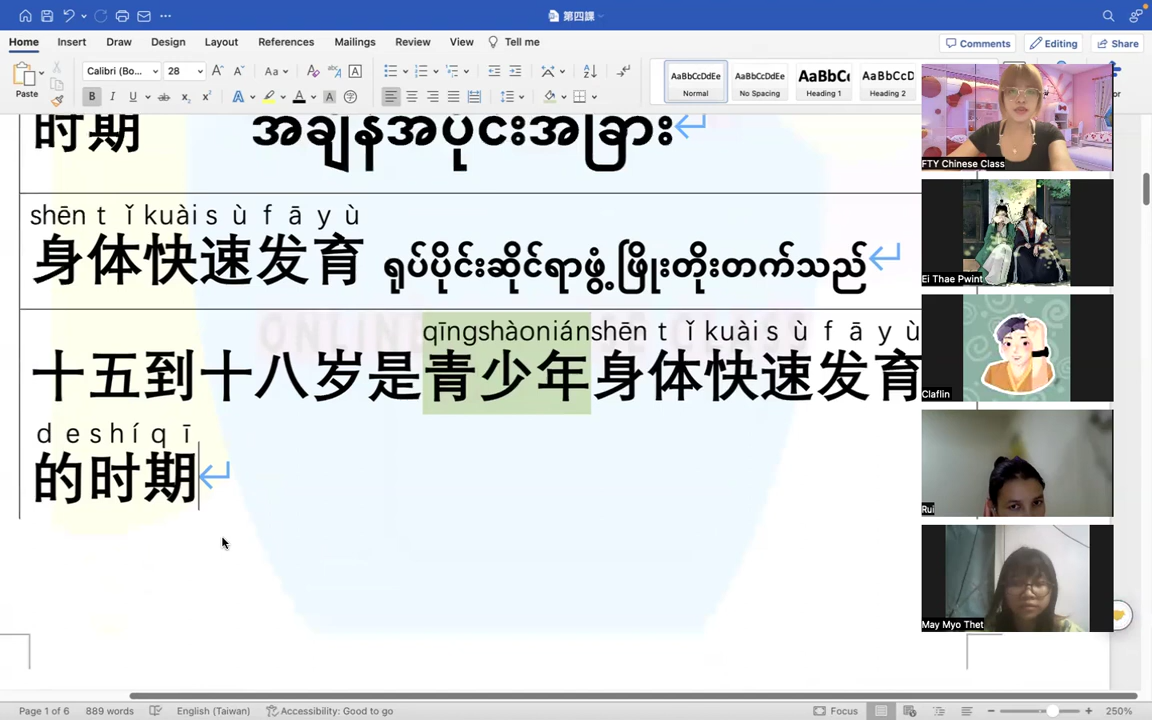 第四課
Home Insert Draw Design Layout References Mailings Review View Tell me Comments Editing Share
Paste Calibri (Bo... 28 Aa A
B I U ab x₂ x² A A A
AaBbCcDdEe AaBbCcDdEe AaBbCc AaBbCcD
Normal No Spacing Heading 1 Heading 2
时期 အချိန်အပိုင်းအခြား
shēn t ǐ kuài s ù f ā y ù
身体快速发育 ရုပ်ပိုင်းဆိုင်ရာဖွံ့ဖြိုးတိုးတက်သည်
qīngshàoniánshēn t ǐ kuài s ù f ā y ù
十五到十八岁是青少年身体快速发育
d e s h í q ī
的时期
FTY Chinese Class
Ei Thae Pwint
Claflin
Rui
May Myo Thet
Page 1 of 6 889 words English (Taiwan) Accessibility: Good to go Focus 250%